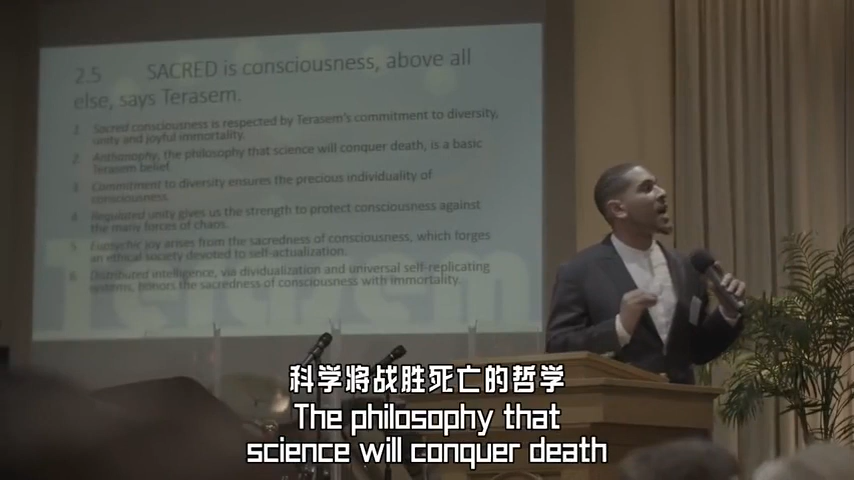 2.5 SACRED is consciousness, above all
else, says Terasem.
1 Sacred consciousness is respected by Terasem's commitment to diversity,
unity and joyful immortality.
2 , the philosophy that science will conquer death, is a basic
Terasem belief
3 Commitment to diversity ensures the precious individuality of
consciousness.
4 Regulated unity gives us the strength to protect consciousness against
the many forces of chaos.
5 joy arises from the sacredness of consciousness, which forges
an ethical society devoted to self-actualization.
6 Distributed intelligence, via dividualization and universal self-replicating
systems, honors the sacredness of consciousness with immortality.
Terasem
科学将战胜死亡的哲学
The philosophy that
science will conquer death